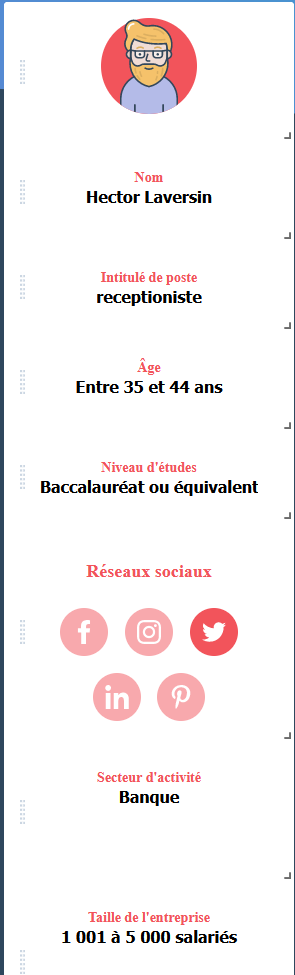 Nom
Hector Laversin
Intitulé de poste
receptioniste
Âge
Entre 35 et 44 ans
Niveau d'études
Baccalauréat ou équivalent
Réseaux sociaux
Secteur d'activité
Banque
Taille de l'entreprise
1 001 à 5 000 salariés